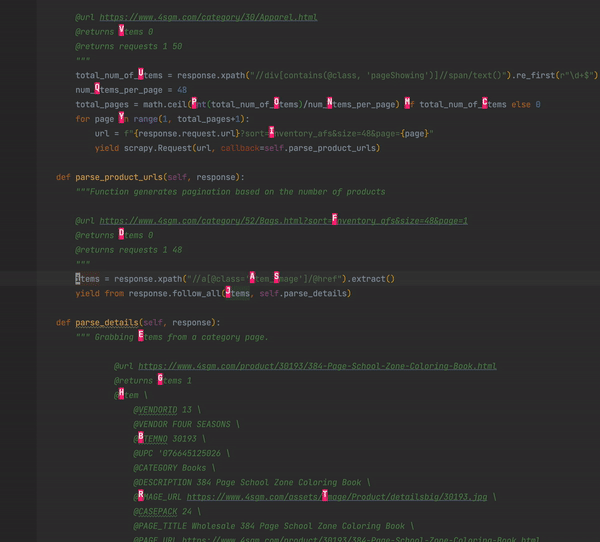 @url https://www.4sgm.com/category/30/Apparel.html
@returns Vtems 0
@returns requests 1 50
"""
total_num_of_Utems = response.xpath("//div[contains(@class, 'pageShowing')]//span/text()").re_first(r"\d+$")
num_Qtems_per_page = 48
total_pages = math.ceil(Pnt(total_num_of_Otems)/num_Ntems_per_page) Mf total_num_of_Ctems else 0
for page Yn range(1, total_pages+1):
url = f"{response.request.url}?sort=Inventory_afs&size=48&page={page}"
yield scrapy.Request(url, callback=self.parse_product_urls)
def parse_product_urls(self, response):
"""Function generates pagination based on the number of products
@url https://www.4sgm.com/category/52/Bags.html?sort=Fnventory_afs&size=48&page=1
@returns Dtems 0
@returns requests 1 48
"""
items = response.xpath("//a[@class='Atem_Smage']/@href").extract()
yield from response.follow_all(Jtems, self.parse_details)
def parse_details(self, response):
""" Grabbing Etems from a category page.
@url https://www.4sgm.com/product/30193/384-Page-School-Zone-Coloring-Book.html
@returns Gtems 1
@Htem \
@VENDORID 13 \
@VENDOR FOUR SEASONS \
@BTEMNO 30193 \
@UPC '076645125026 \
@CATEGORY Books \
@DESCRIPTION 384 Page School Zone Coloring Book \
@RMAGE_URL https://www.4sgm.com/assets/Tmage/Product/detailsbig/30193.jpg \
@CASEPACK 24 \
@PAGE_TITLE Wholesale 384 Page School Zone Coloring Book \
@PAGE_URL https://www.4sgm.com/product/30193/384-Page-School-Zone-Coloring-Book.html